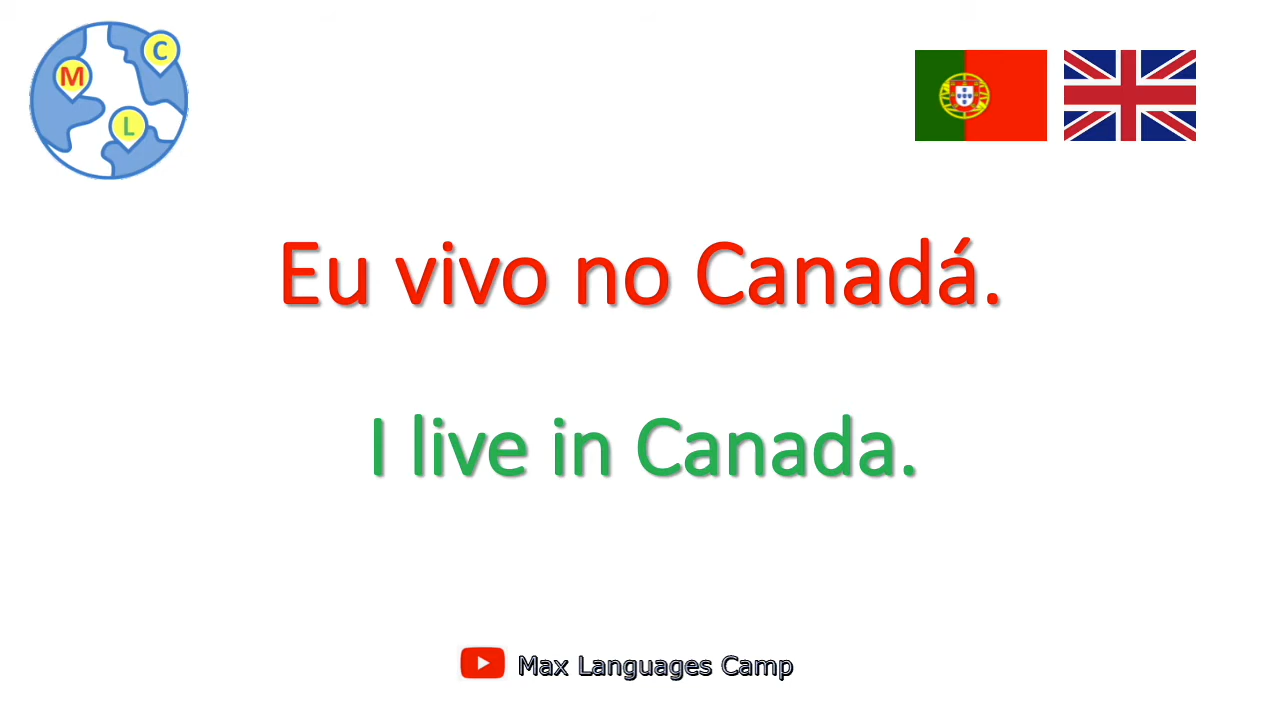 M
C
L
Eu vivo no Canadá.
I live in Canada.
Max Languages Camp